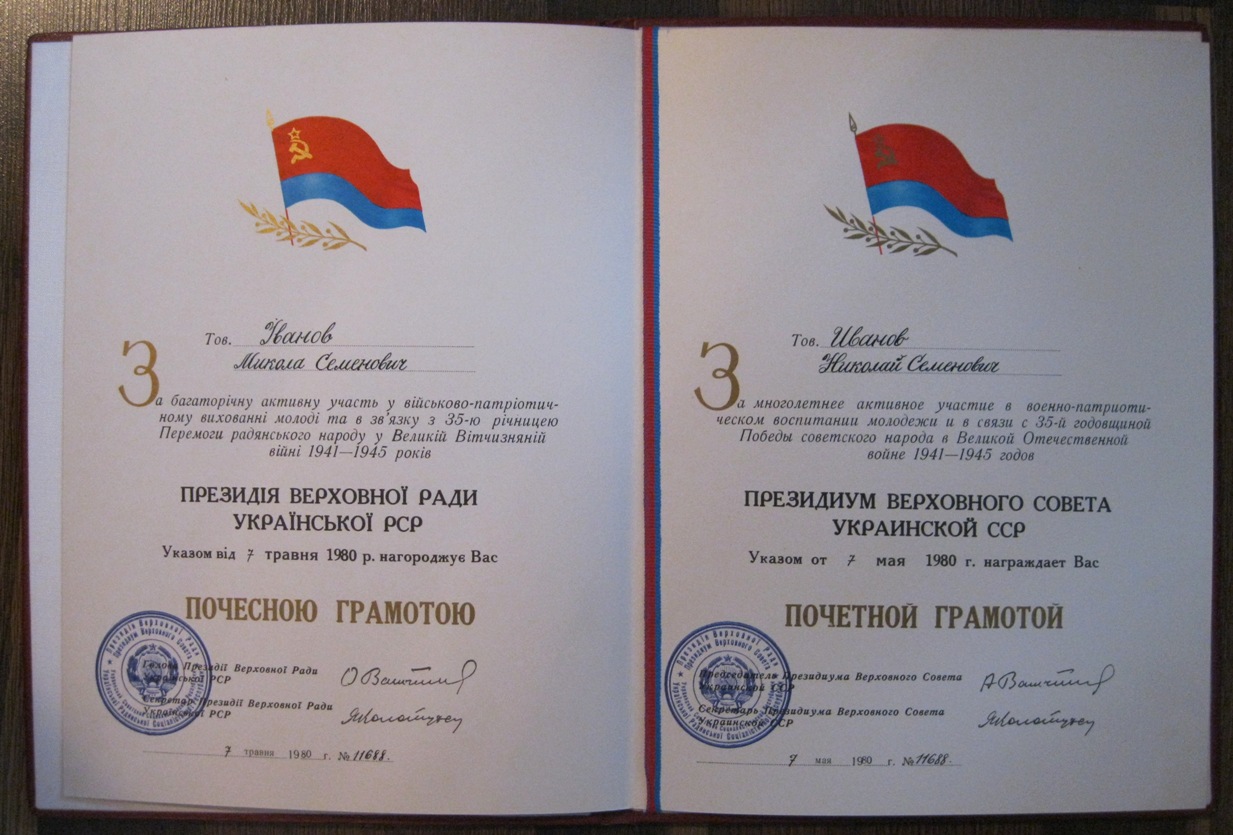 Тов. Іванов
Микола Семенович
За багаторічну активну участь у військово-патріотич-
ному вихованні молоді та в зв'язку з 35-ю річницею
Перемоги радянського народу у Великій Вітчизняній
війні 1941—1945 років
ПРЕЗИДІЯ ВЕРХОВНОЇ РАДИ
УКРАЇНСЬКОЇ РСР
Указом від 7 травня 1980 р. нагороджує Вас
ПОЧЕСНОЮ ГРАМОТОЮ
Голова Президії Верховної Ради
Української РСР
Секретар Президії Верховної Ради
Української РСР
7 травня 1980 г. № 11688.
Тов. Иванов
Николай Семенович
За многолетнее активное участие в военно-патриоти-
ческом воспитании молодежи и в связи с 35-й годовщиной
Победы советского народа в Великой Отечественной
войне 1941—1945 годов
ПРЕЗИДИУМ ВЕРХОВНОГО СОВЕТА
УКРАИНСКОЙ ССР
Указом от 7 мая 1980 г. награждает Вас
ПОЧЕТНОЙ ГРАМОТОЙ
Председатель Президиума Верховного Совета
Украинской ССР
Секретарь Президиума Верховного Совета
Украинской ССР
7 мая 1980 г. № 11688.